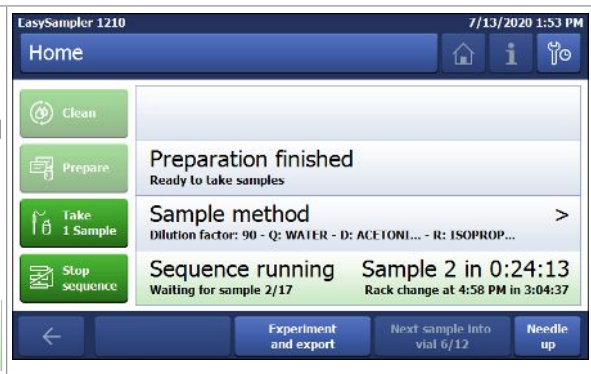 EasySampler 1210
7/13/2020 1:53 PM
Home
Clean
Prepare
Preparation finished
Ready to take samples
Take
1 Sample
Sample method
>
Dilution factor: 90 - Q: WATER - D: ACETONI... - R: ISOPROP...
Stop
sequence
Sequence running
Sample 2 in 0:24:13
Waiting for sample 2/17
Rack change at 4:58 PM in 3:04:37
Experiment
and export
Next sample into
vial 6/12
Needle
up